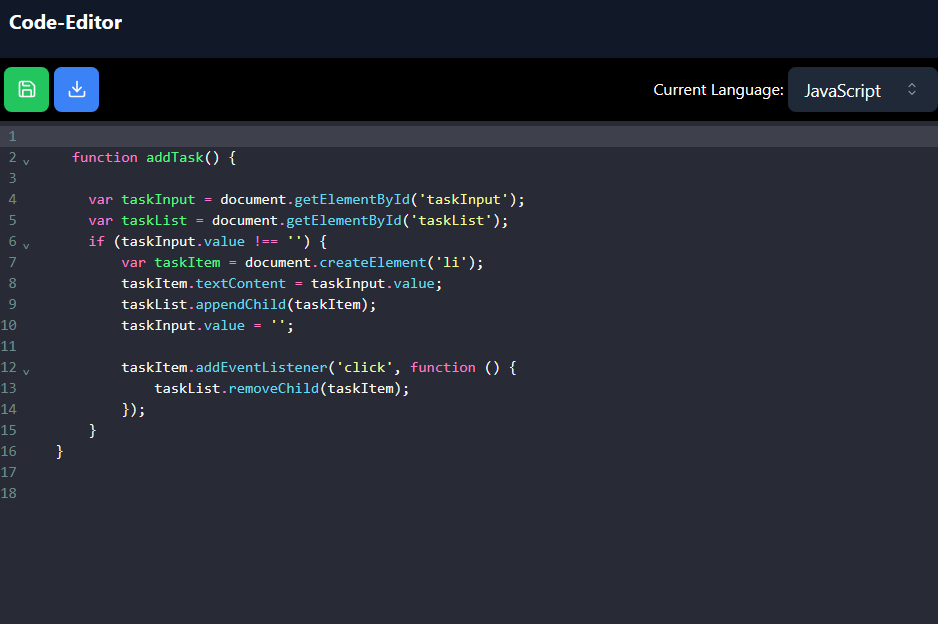 Code-Editor
Current Language: JavaScript
1
2 function addTask() {
3
4 var taskInput = document.getElementById('taskInput');
5 var taskList = document.getElementById('taskList');
6 if (taskInput.value !== '') {
7 var taskItem = document.createElement('li');
8 taskItem.textContent = taskInput.value;
9 taskList.appendChild(taskItem);
10 taskInput.value = '';
11
12 taskItem.addEventListener('click', function () {
13 taskList.removeChild(taskItem);
14 });
15 }
16 }
17
18